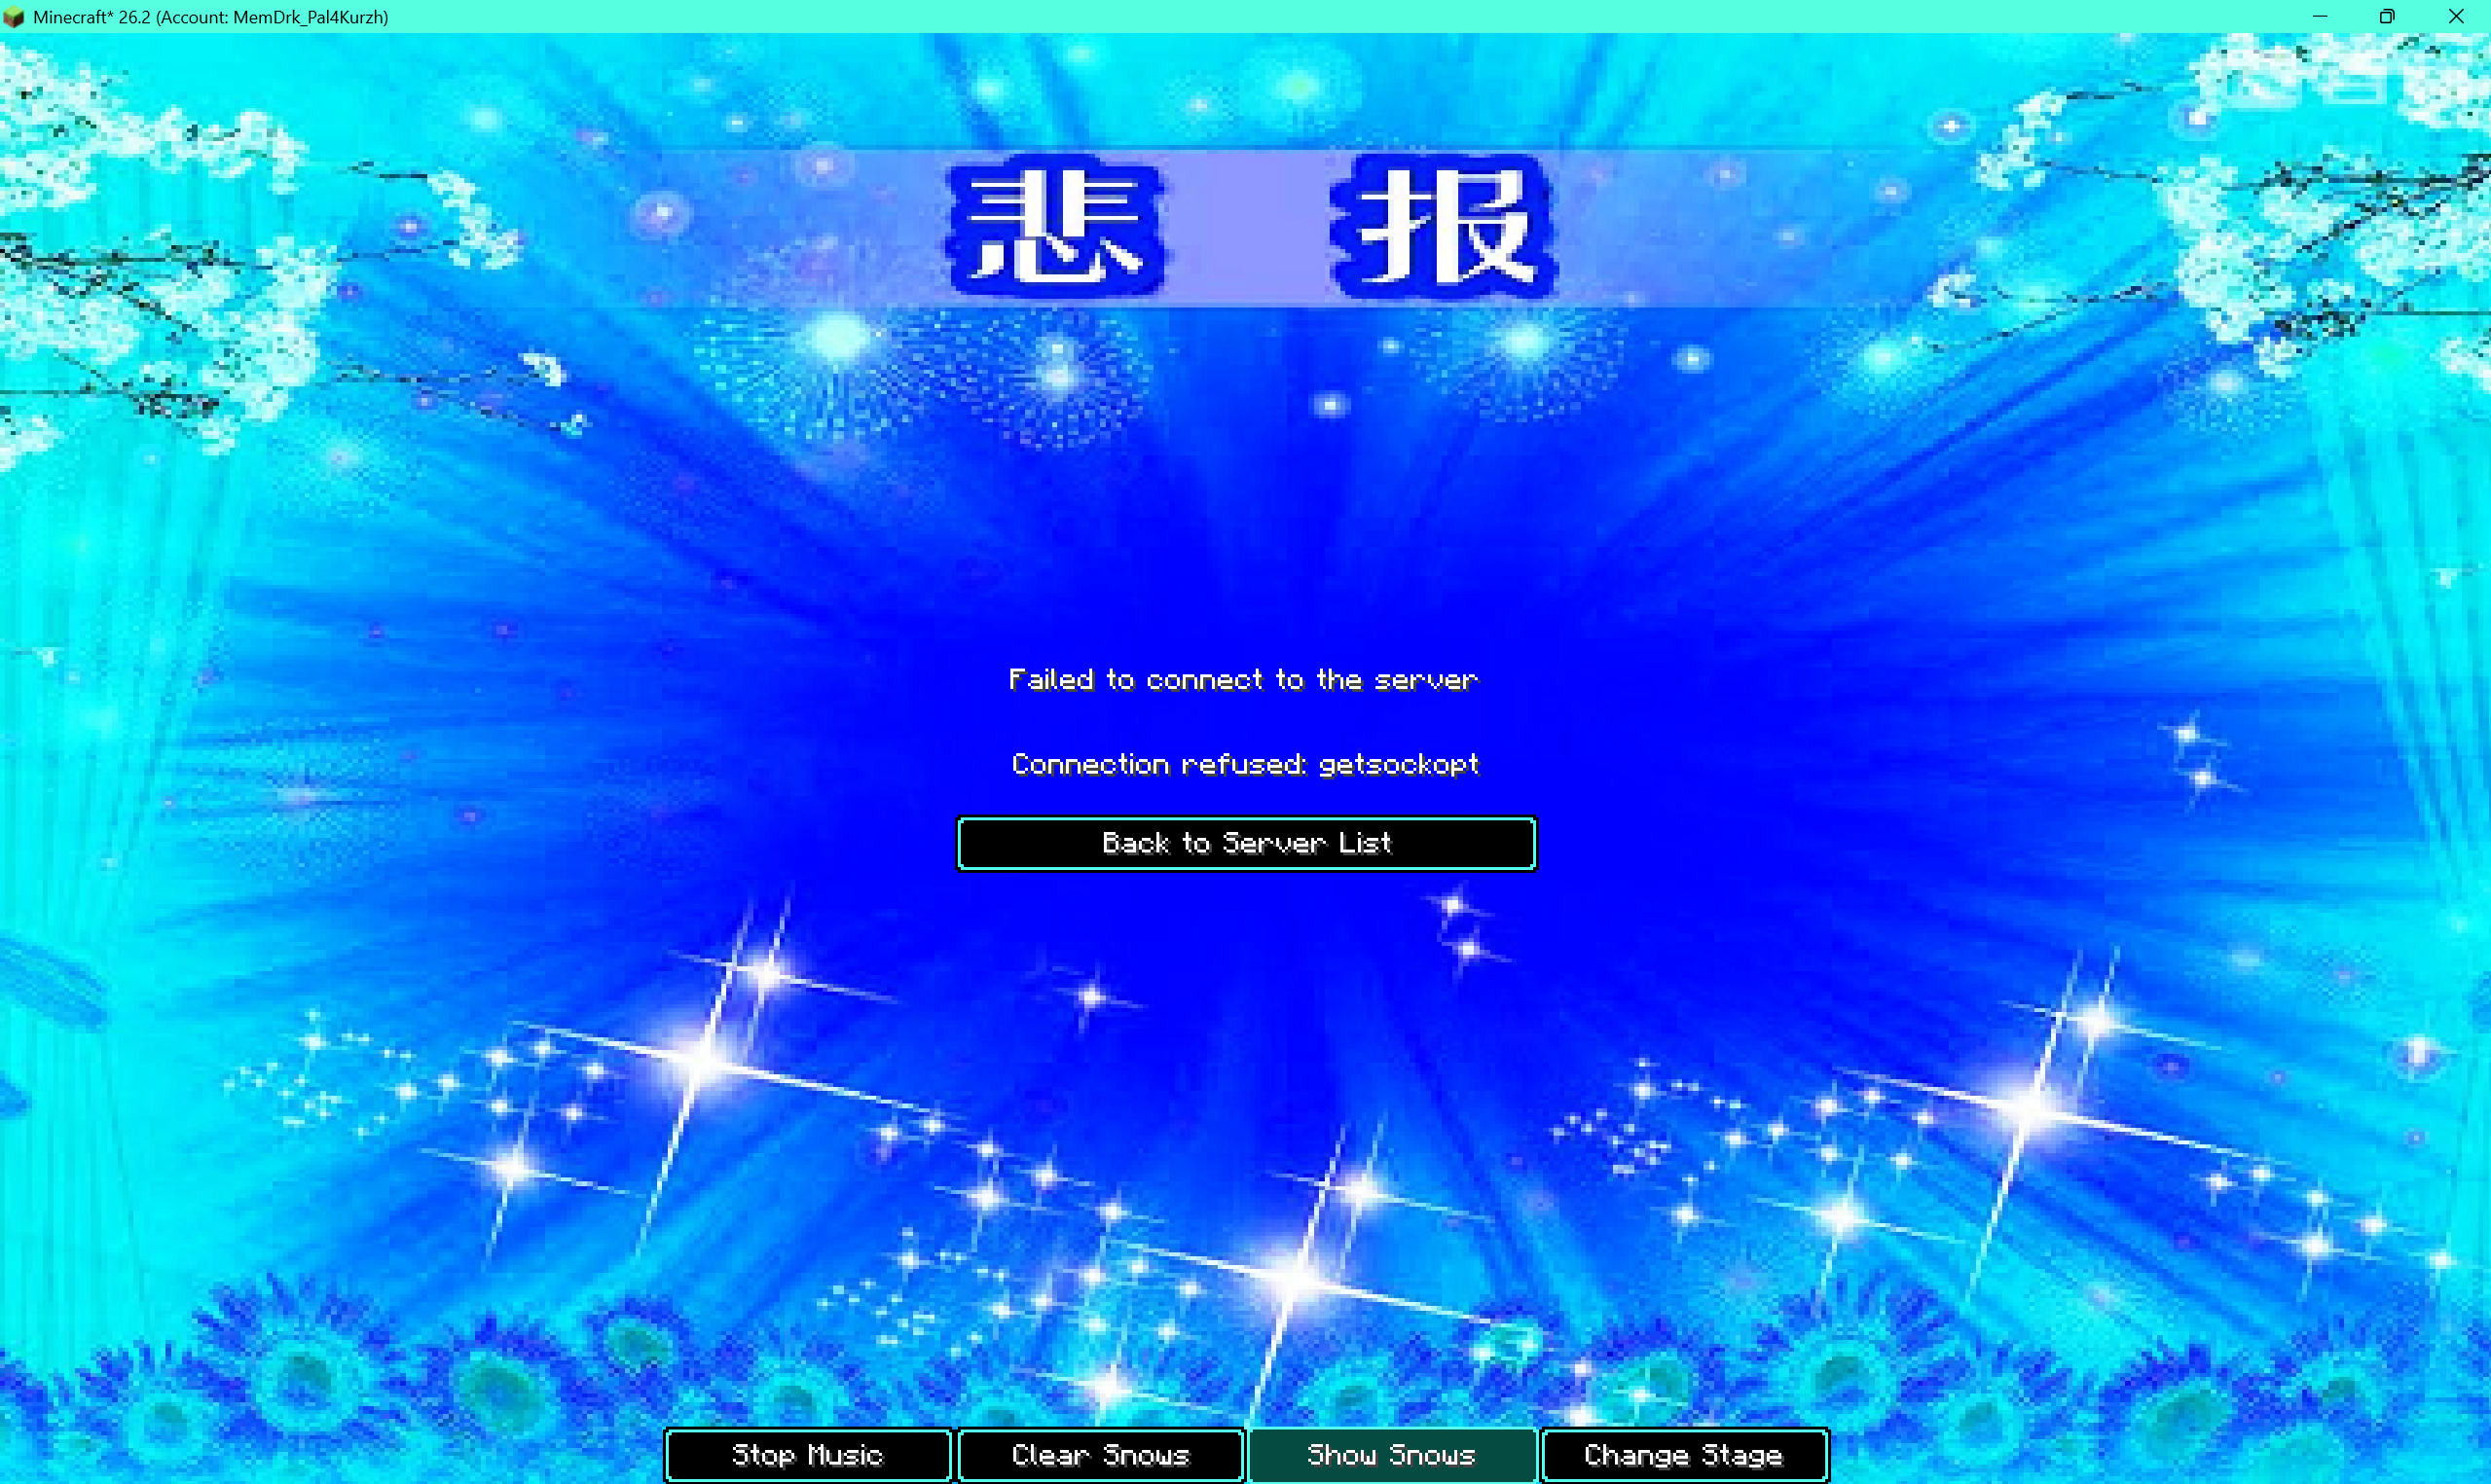 Minecraft* 26.2 (Account: MemDrk_Pal4Kurzh)
悲 报
Failed to connect to the server
Connection refused: getsockopt
Back to Server List
Stop Music
Clear Snows
Show Snows
Change Stage